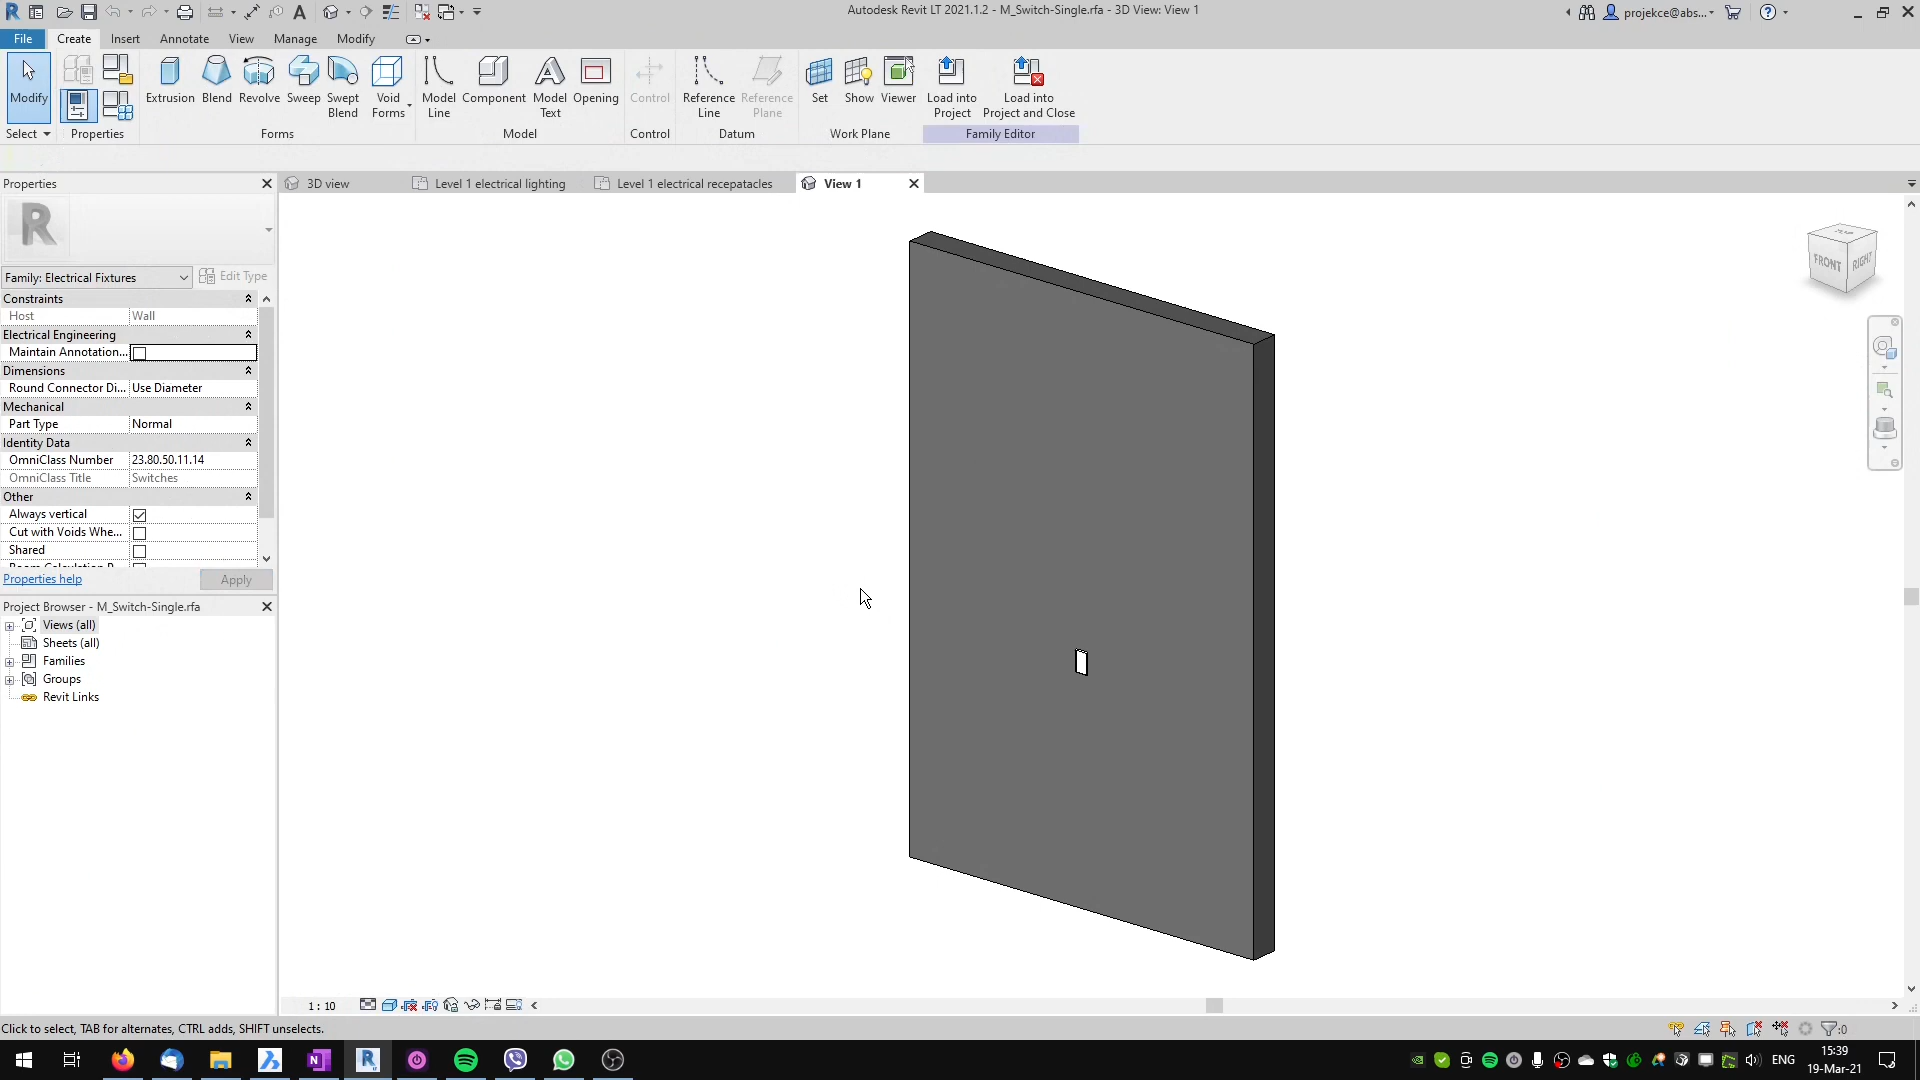 Autodesk Revit LT 2021.1.2 - M_Switch-Single.rfa - 3D View: View 1
projekce@abs...
File Create Insert Annotate View Manage Modify
Modify
Extrusion Blend Revolve Sweep Swept Blend Void Forms
Model Line Component Model Text Opening
Control
Reference Line Reference Plane
Set Show Viewer
Load into Project Load into Project and Close
Select Properties Forms Model Control Datum Work Plane Family Editor
Properties
3D view Level 1 electrical lighting Level 1 electrical recepatacles View 1
Family: Electrical Fixtures Edit Type
Constraints
Host Wall
Electrical Engineering
Maintain Annotation...
Dimensions
Round Connector Di... Use Diameter
Mechanical
Part Type Normal
Identity Data
OmniClass Number 23.80.50.11.14
OmniClass Title Switches
Other
Always vertical
Cut with Voids Whe...
Shared
Properties help Apply
Project Browser - M_Switch-Single.rfa
Views (all)
Sheets (all)
Families
Groups
Revit Links
TOP
FRONT RIGHT
1 : 10
Click to select, TAB for alternates, CTRL adds, SHIFT unselects.
:0
ENG
15:39
19-Mar-21